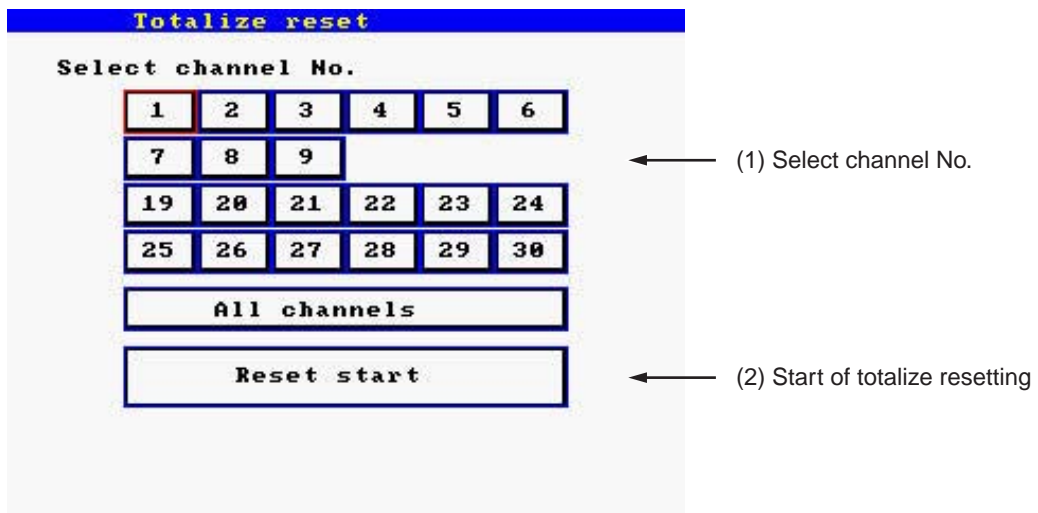 Totalize reset
Select channel No.
1 2 3 4 5 6
7 8 9
(1) Select channel No.
19 20 21 22 23 24
25 26 27 28 29 30
All channels
Reset start
(2) Start of totalize resetting